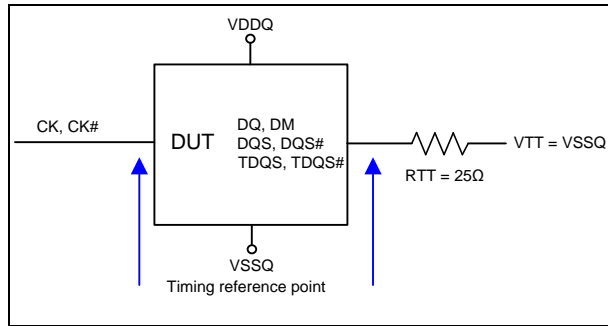 VDDQ
CK, CK#
DUT
DQ, DM
DQS, DQS#
TDQS, TDQS#
VTT = VSSQ
RTT = 25Ω
VSSQ
Timing reference point